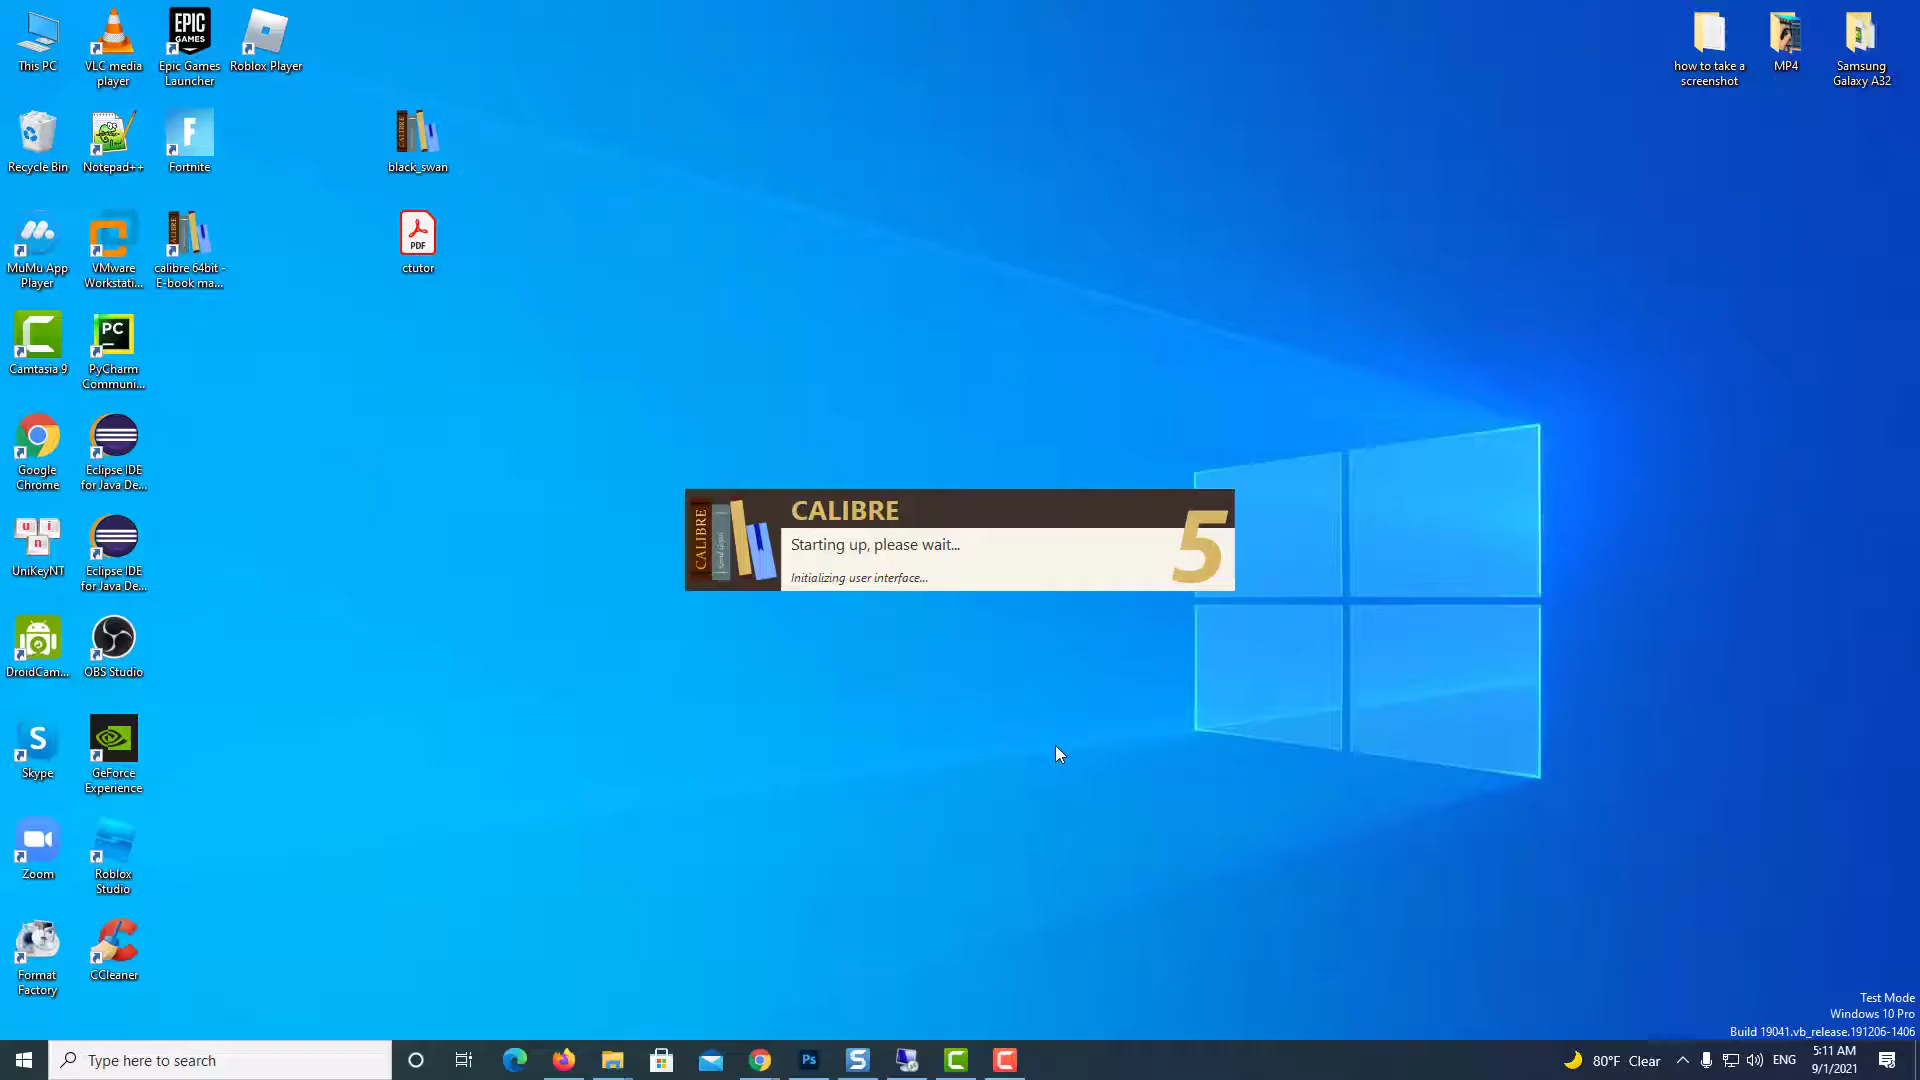 This PC
VLC media
player
EPIC
GAMES
Epic Games
Launcher
Roblox Player
how to take a
screenshot
MP4
Samsung
Galaxy A32
Recycle Bin
Notepad++
F
Fortnite
CALIBRE
black_swan
MuMu App
Player
VMware
Workstati...
CALIBRE
calibre 64bit -
E-book ma...
PDF
ctutor
Camtasia 9
PC
PyCharm
Communi...
Google
Chrome
Eclipse IDE
for Java De...
CALIBRE
CALIBRE
Starting up, please wait...
Initializing user interface...
5
u i
n
UniKeyNT
Eclipse IDE
for Java De...
DroidCam...
OBS Studio
S
Skype
GeForce
Experience
Zoom
Roblox
Studio
Format
Factory
CCleaner
Test Mode
Windows 10 Pro
Build 19041.vb_release.191206-1406
Type here to search
Ps
S
80°F Clear
ENG
5:11 AM
9/1/2021